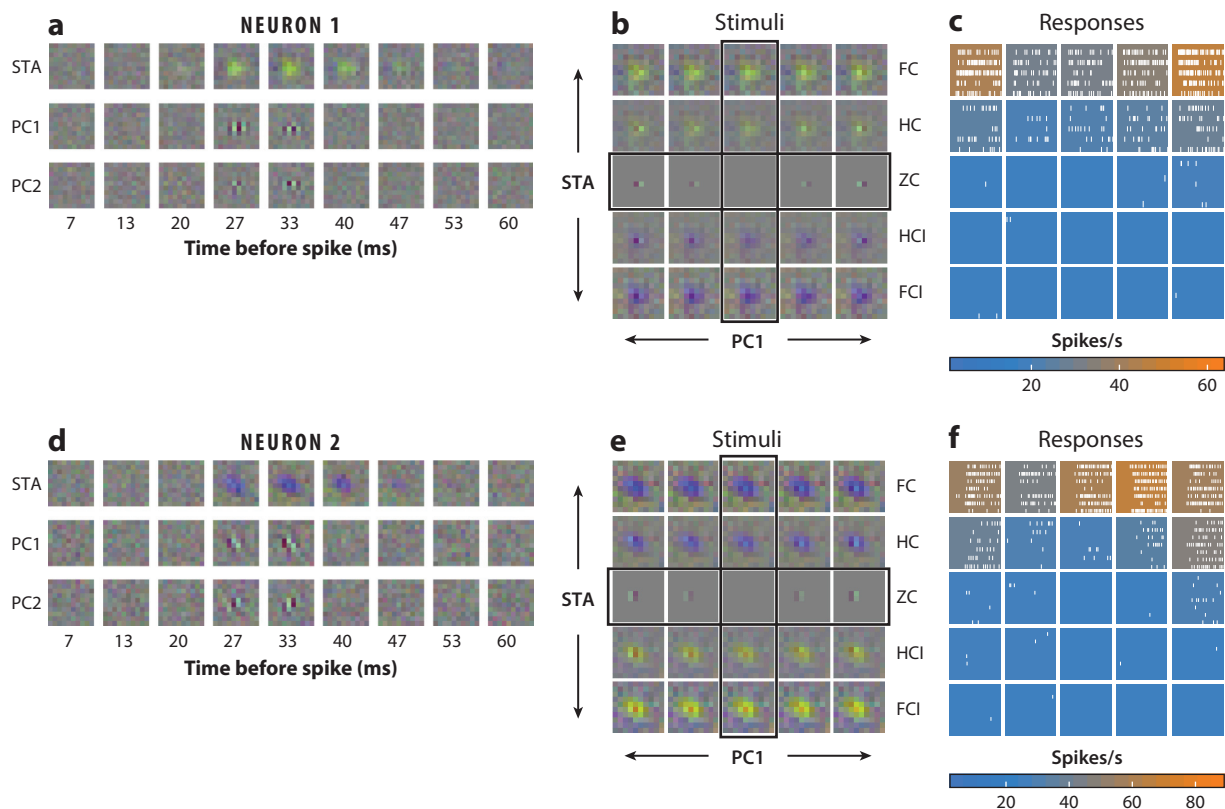 a
NEURON 1
STA
PC1
PC2
7 13 20 27 33 40 47 53 60
Time before spike (ms)
b
Stimuli
FC
HC
ZC
HCI
FCI
STA
PC1
c
Responses
Spikes/s
20 40 60
d
NEURON 2
STA
PC1
PC2
7 13 20 27 33 40 47 53 60
Time before spike (ms)
e
Stimuli
FC
HC
ZC
HCI
FCI
STA
PC1
f
Responses
Spikes/s
20 40 60 80